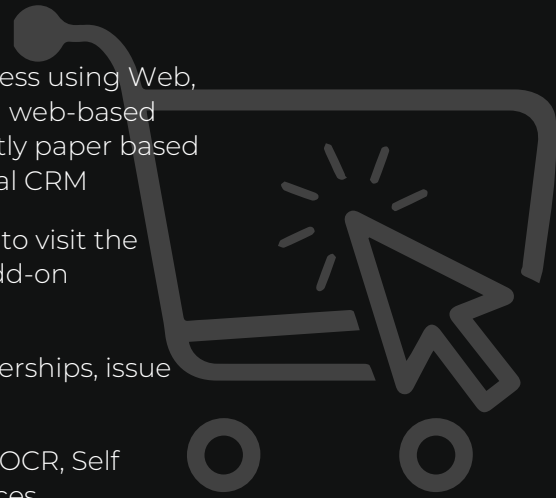 ess using Web,
web-based
tly paper based
al CRM
to visit the
dd-on
erships, issue
OCR, Self
ces